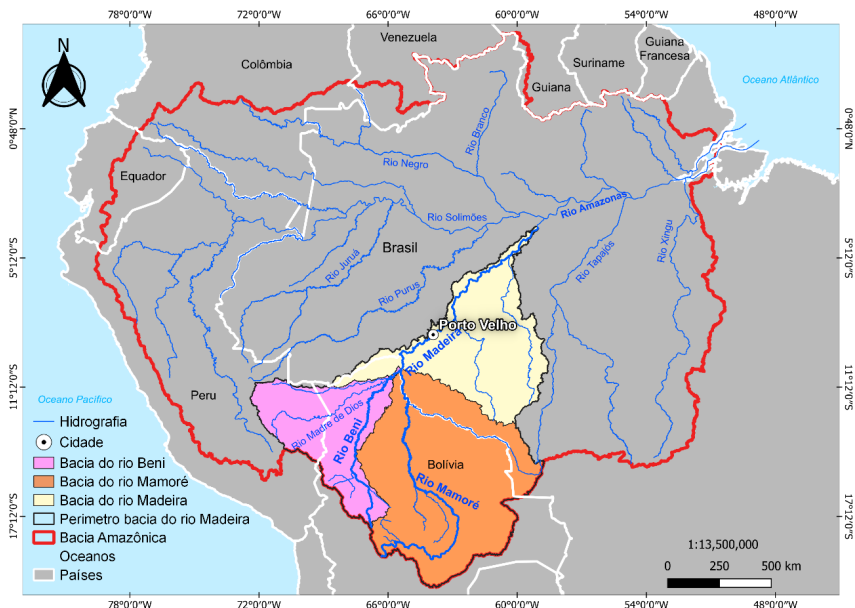 78°0'0"W 72°0'0"W 66°0'0"W 60°0'0"W 54°0'0"W 48°0'0"W
N
Venezuela
Colômbia
Guiana
Suriname
Guiana
Francesa
Oceano Atlântico
0°48'0"N
0°48'0"N
Rio Branco
Rio Negro
Equador
Rio Amazonas
Rio Solimões
Brasil
5°12'0"S
5°12'0"S
Rio Juruá
Rio Tapajós
Rio Xingu
Rio Purus
Porto Velho
Rio Madeira
11°12'0"S
11°12'0"S
Peru
Oceano Pacífico
Rio Madre de Dios
Rio Beni
Bolívia
Rio Mamoré
17°12'0"S
17°12'0"S
Hidrografia
Cidade
Bacia do rio Beni
Bacia do rio Mamoré
Bacia do rio Madeira
Perimetro bacia do rio Madeira
Bacia Amazônica
Oceanos
Países
1:13,500,000
0 250 500 km
78°0'0"W 72°0'0"W 66°0'0"W 60°0'0"W 54°0'0"W 48°0'0"W